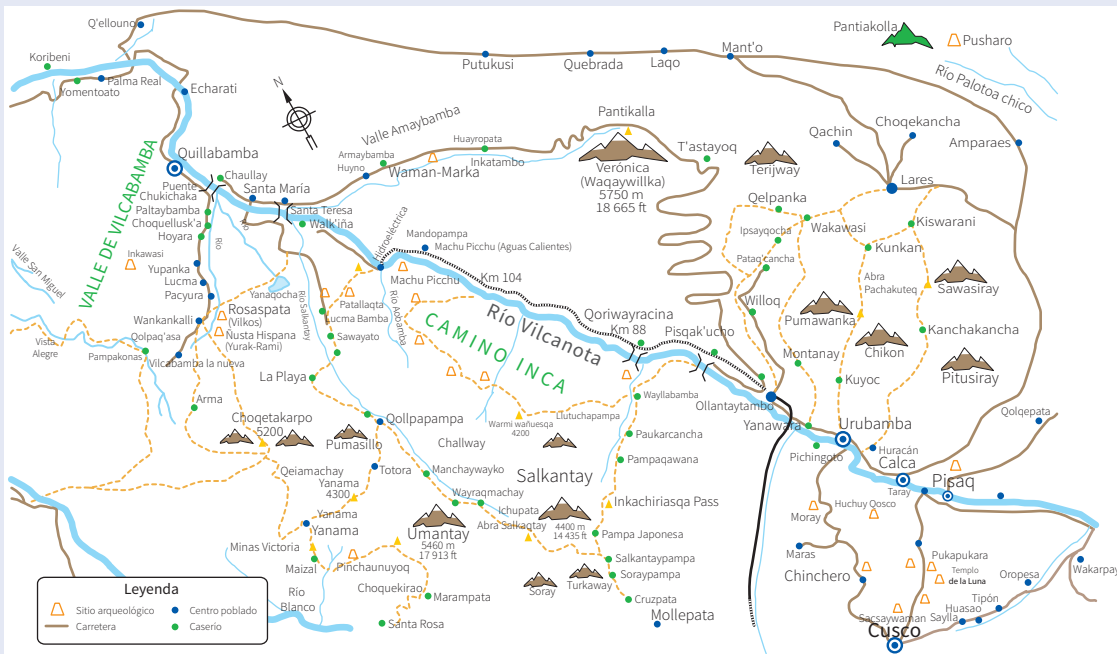 Q'ellouno
Koribeni
Yomentoato
Palma Real
Echarati
Putukusi
Quebrada
Laqo
Mant'o
Pantiakolla
Pusharo
Río Palotoa chico
N
Valle Amaybamba
Pantikalla
Huayropata
Inkatambo
Armaybamba
Huyno
Waman-Marka
Verónica
(Waqaywillka)
5750 m
18 665 ft
T'astayoq
Terijway
Qachin
Choqekancha
Amparaes
Lares
VALLE DE VILCABAMBA
Quillabamba
Chaullay
Puente
Chukichaka
Santa María
Paltaybamba
Choquellusk'a
Hoyara
Santa Teresa
Walk'iña
Río
Río
Inkawasi
Valle San Miguel
Yupanka
Lucma
Pacyura
Yanaqocha
Wankankalli
Rosaspata
(Vilkos)
Ñusta Hispana
(Yurak-Rami)
Qolpaq'asa
Vista
Alegre
Pampakonas
Vilcabamba la nueva
Arma
Hidroeléctrica
Mandopampa
Machu Picchu (Aguas Calientes)
Machu Picchu
Km 104
Río Vilcanota
CAMINO INCA
Río Aobamba
Río Salkantay
Patallaqta
Lucma Bamba
Sawayato
La Playa
Qoriwayracina
Km 88
Pisqak'ucho
Qelpanka
Ipsayqocha
Wakawasi
Kiswarani
Kunkan
Pataq'cancha
Abra
Pachakuteq
Willoq
Pumawanka
Sawasiray
Chikon
Kanchakancha
Pitusiray
Montanay
Kuyoc
Ollantaytambo
Yanawara
Urubamba
Pichingoto
Huracán
Calca
Taray
Pisaq
Qolqepata
Choqetakarpo
5200
Pumasillo
Qollpapampa
Warmi wañuesqa
4200
Llutuchapampa
Wayllabamba
Challway
Paukarcancha
Pampaqawana
Salkantay
Qeiamachay
Yanama
4300
Totora
Manchaywayko
Wayraqmachay
Ichupata
Abra Salkaqtay
4400 m
14 435 ft
Inkachiriasqa Pass
Yanama
Yanama
Minas Victoria
Maizal
Umantay
5460 m
17 913 ft
Pinchaunuyoq
Choquekirao
Marampata
Santa Rosa
Río
Blanco
Pampa Japonesa
Salkantaypampa
Soraypampa
Cruzpata
Soray
Turkaway
Mollepata
Huchuy Qosco
Moray
Maras
Chinchero
Pukapukara
Templo
de la Luna
Wakarpay
Oropesa
Tipón
Huasao
Saylla
Sacsaywaman
Cusco
Leyenda
Sitio arqueológico
Centro poblado
Carretera
Caserio